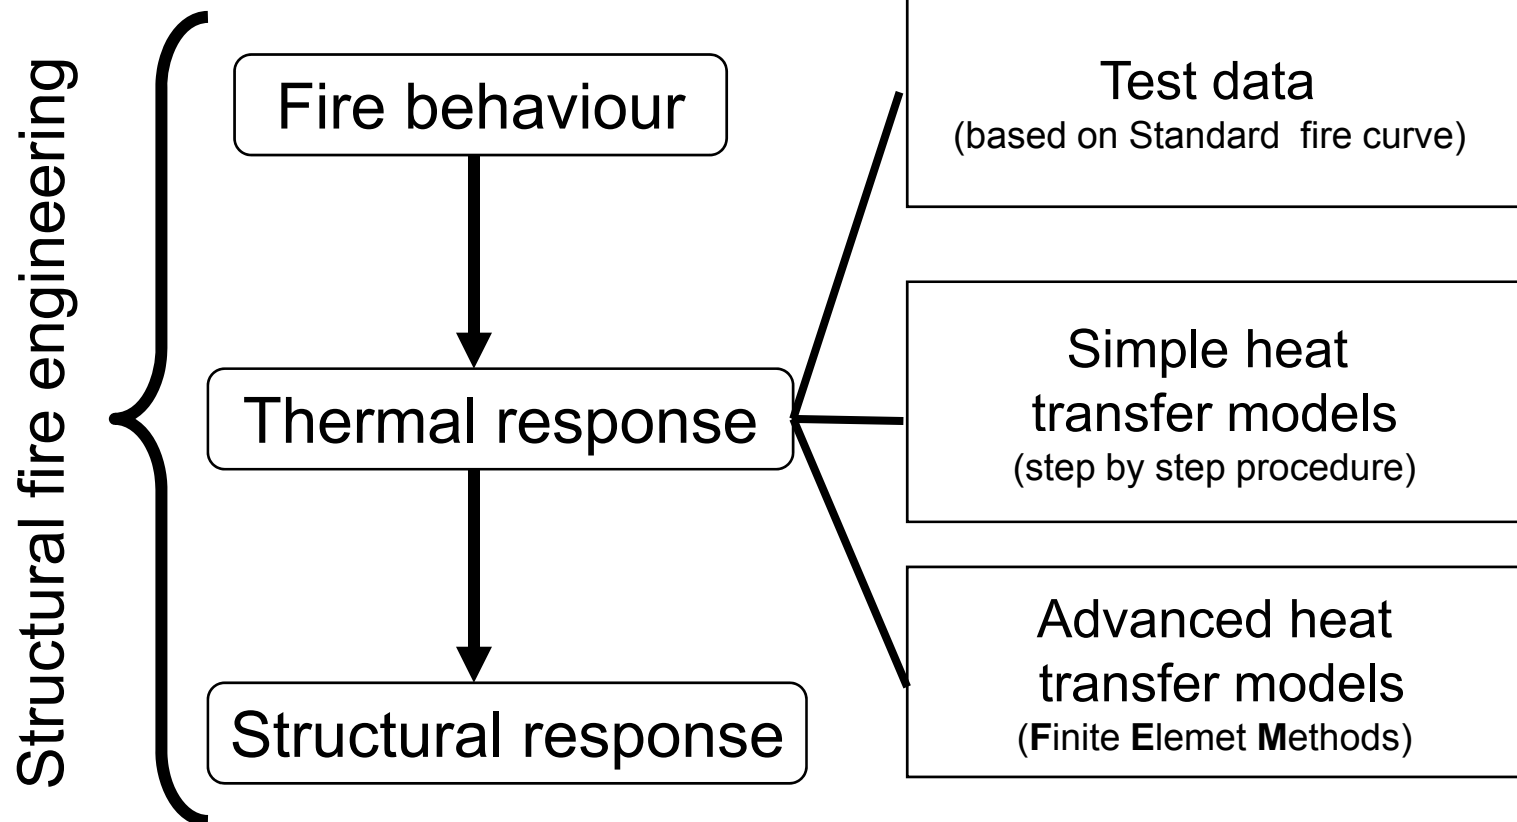 Structural fire engineering
Fire behaviour
Thermal response
Structural response
Test data
(based on Standard fire curve)
Simple heat
transfer models
(step by step procedure)
Advanced heat
transfer models
(Finite Elemet Methods)